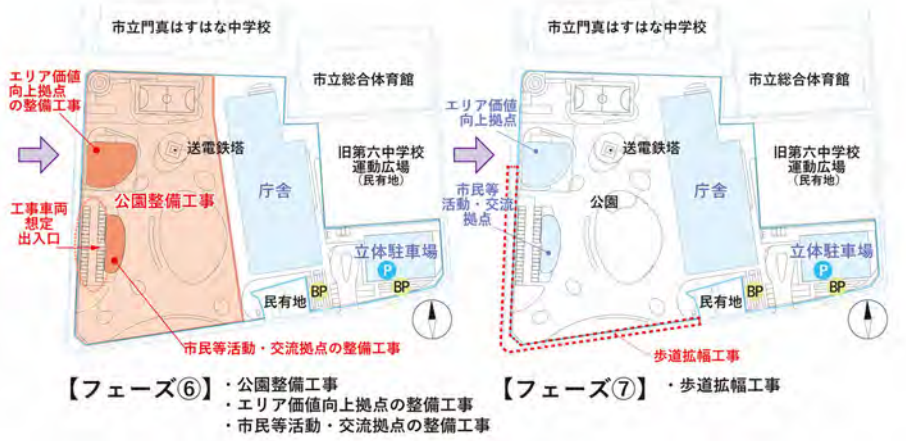 市立門真はすはな中学校
エリア価値
向上拠点
の整備工事
市立総合体育館
送電鉄塔
旧第六中学校
運動広場
(民有地)
公園整備工事
庁舎
工事車両
想定
出入口
立体駐車場
P
BP
BP
民有地
市民等活動・交流拠点の整備工事
【フェーズ⑥】
・公園整備工事
・エリア価値向上拠点の整備工事
・市民等活動・交流拠点の整備工事
市立門真はすはな中学校
エリア価値
向上拠点
市立総合体育館
送電鉄塔
旧第六中学校
運動広場
(民有地)
市民等
活動・交流
拠点
公園
庁舎
立体駐車場
P
BP
BP
民有地
歩道拡幅工事
【フェーズ⑦】
・歩道拡幅工事